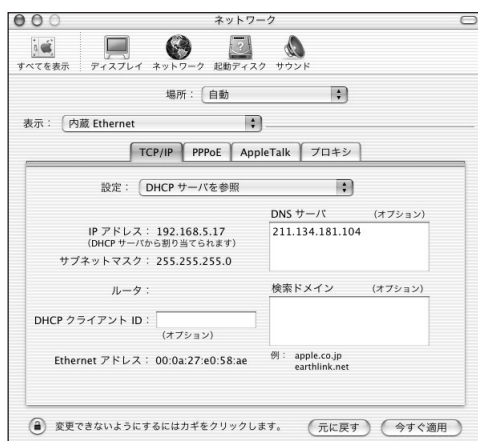 ネットワーク
すべてを表示 ディスプレイ ネットワーク 起動ディスク サウンド
場所： 自動
表示： 内蔵 Ethernet
TCP/IP PPPoE AppleTalk プロキシ
設定： DHCP サーバを参照
DNS サーバ (オプション)
IP アドレス： 192.168.5.17
(DHCP サーバから割り当てられます)
211.134.181.104
サブネットマスク： 255.255.255.0
ルータ：
検索ドメイン (オプション)
DHCP クライアント ID：
(オプション)
Ethernet アドレス： 00:0a:27:e0:58:ae
例： apple.co.jp
earthlink.net
変更できないようにするにはカギをクリックします。
元に戻す 今すぐ適用